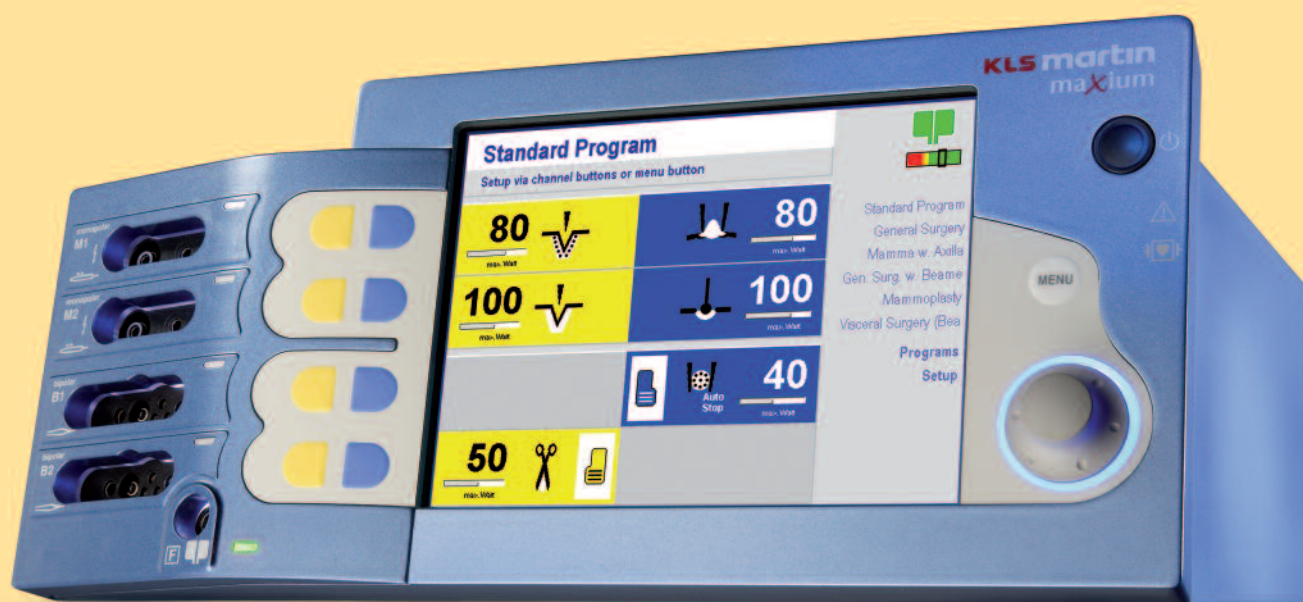 KLS martin
maxium
Standard Program
Setup via channel buttons or menu button
80
max. Watt
80
max. Watt
100
max. Watt
100
max. Watt
Auto
Stop
40
max. Watt
50
max. Watt
Standard Program
General Surgery
Mamma w. Axilla
Gen. Surg. w. Beame
Mammoplasty
Visceral Surgery (Bea
Programs
Setup
MENU
monopolar
M1
monopolar
M2
bipolar
B1
bipolar
B2
F